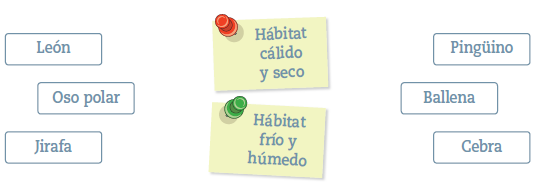 León
Oso polar
Jirafa
Hábitat
cálido
y seco
Hábitat
frío y
húmedo
Pingüino
Ballena
Cebra